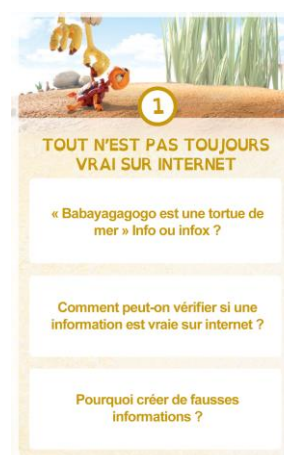 1
TOUT N'EST PAS TOUJOURS
VRAI SUR INTERNET
« Babayagagogo est une tortue de
mer » Info ou infox ?
Comment peut-on vérifier si une
information est vraie sur internet ?
Pourquoi créer de fausses
informations ?